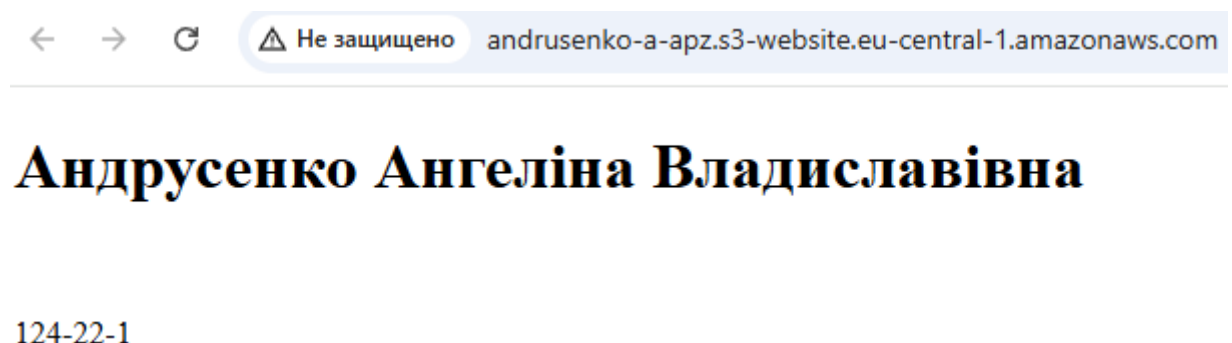 Не защищено andrusenko-a-apz.s3-website.eu-central-1.amazonaws.com
Андрусенко Ангеліна Владиславівна
124-22-1